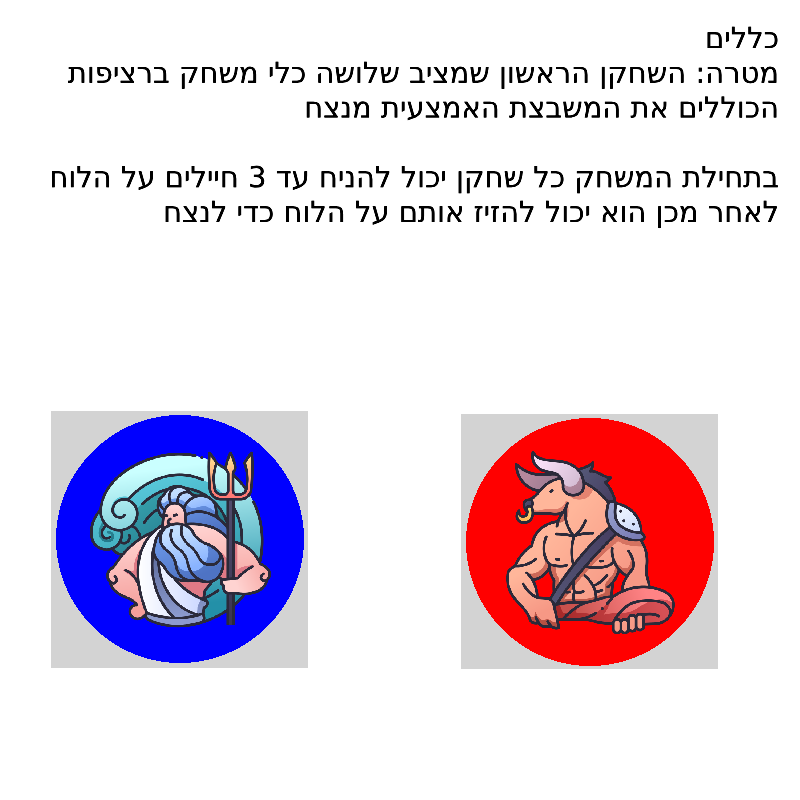 כללים
מטרה: השחקן הראשון שמציב שלושה כלי משחק ברציפות
הכוללים את המשבצת האמצעית מנצח
בתחילת המשחק כל שחקן יכול להניח עד 3 חיילים על הלוח
לאחר מכן הוא יכול להזיז אותם על הלוח כדי לנצח